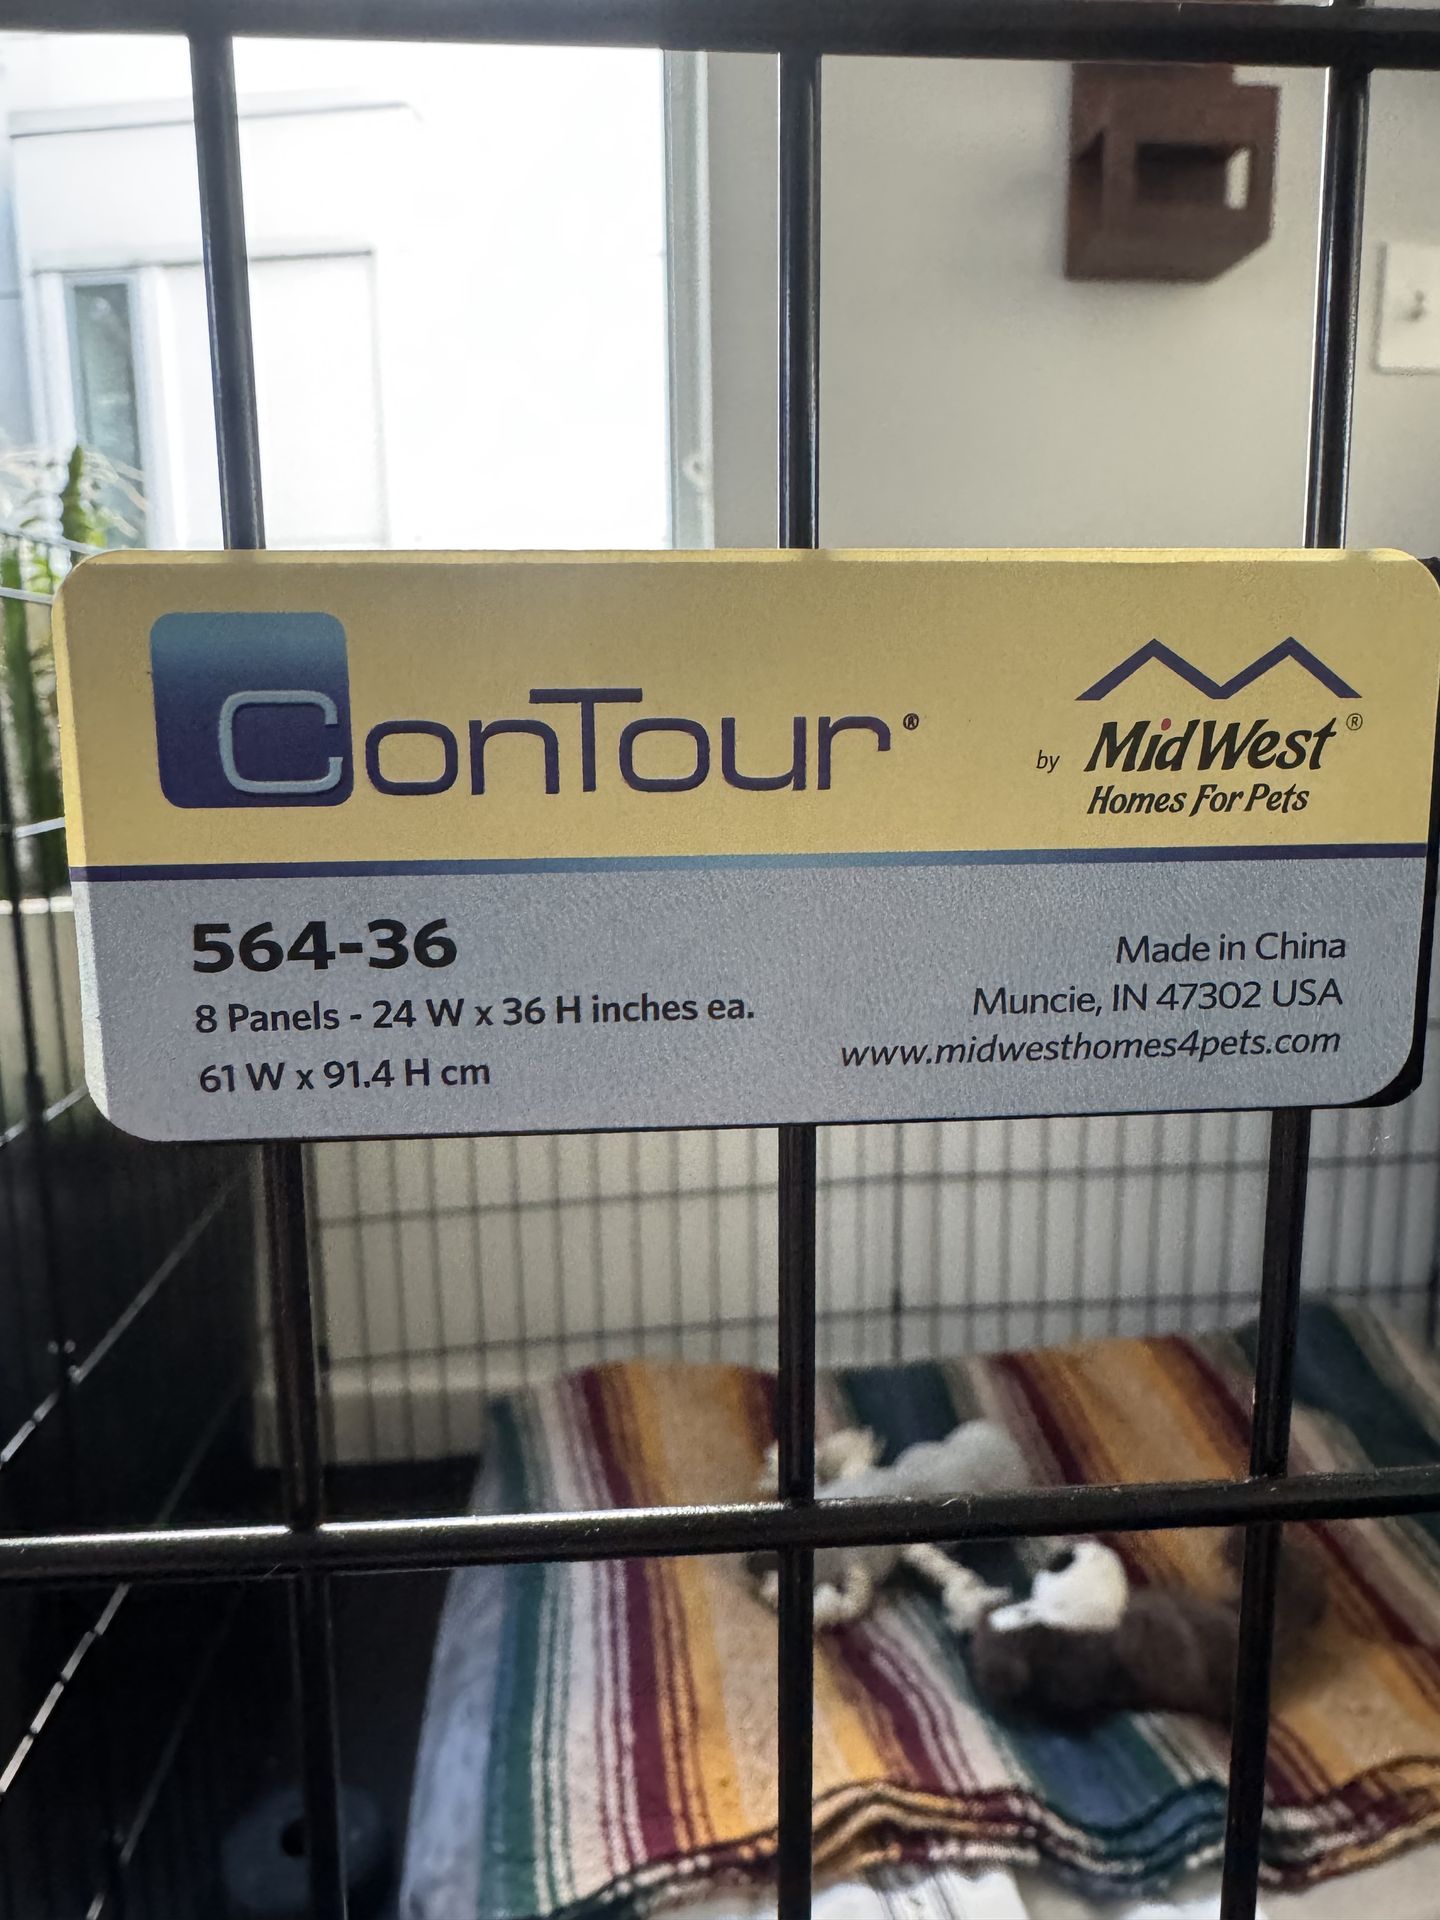 ConTour®
by MidWest®
Homes For Pets
564-36
8 Panels - 24 W x 36 H inches ea.
61 W x 91.4 H cm
Made in China
Muncie, IN 47302 USA
www.midwesthomes4pets.com